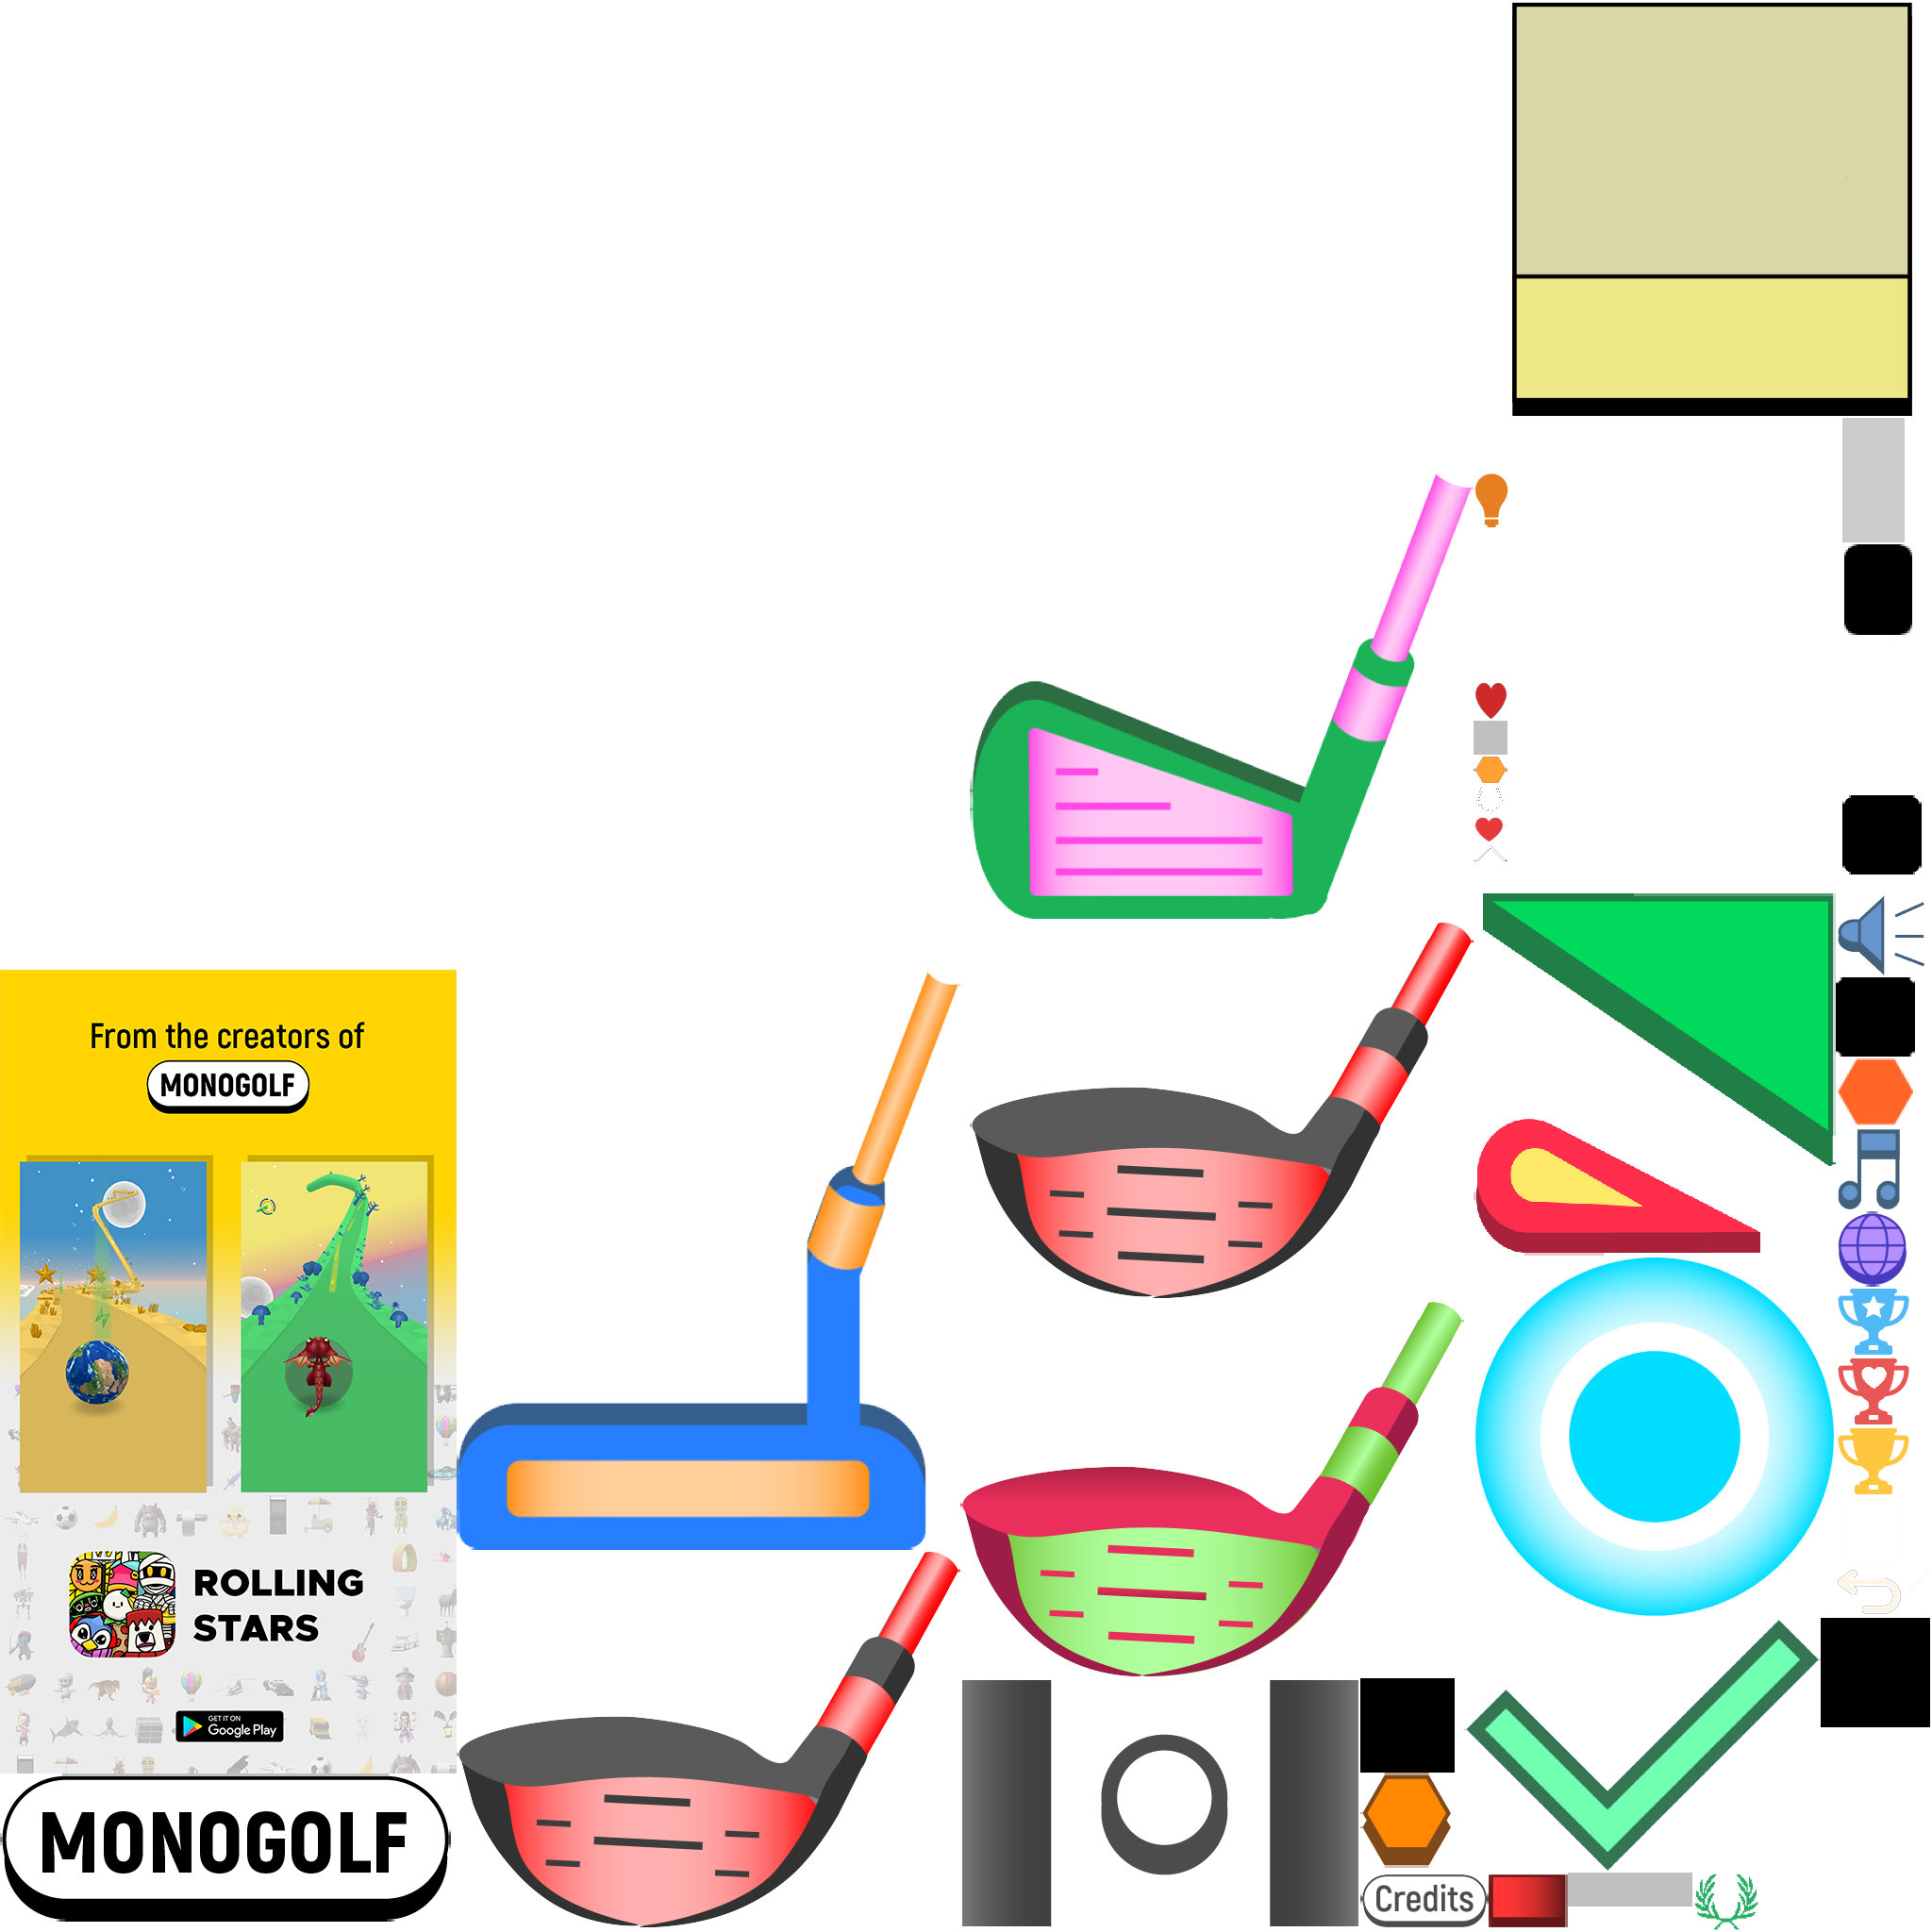 From the creators of
MONOGOLF
ROLLING
STARS
GET IT ON
Google Play
MONOGOLF
Credits